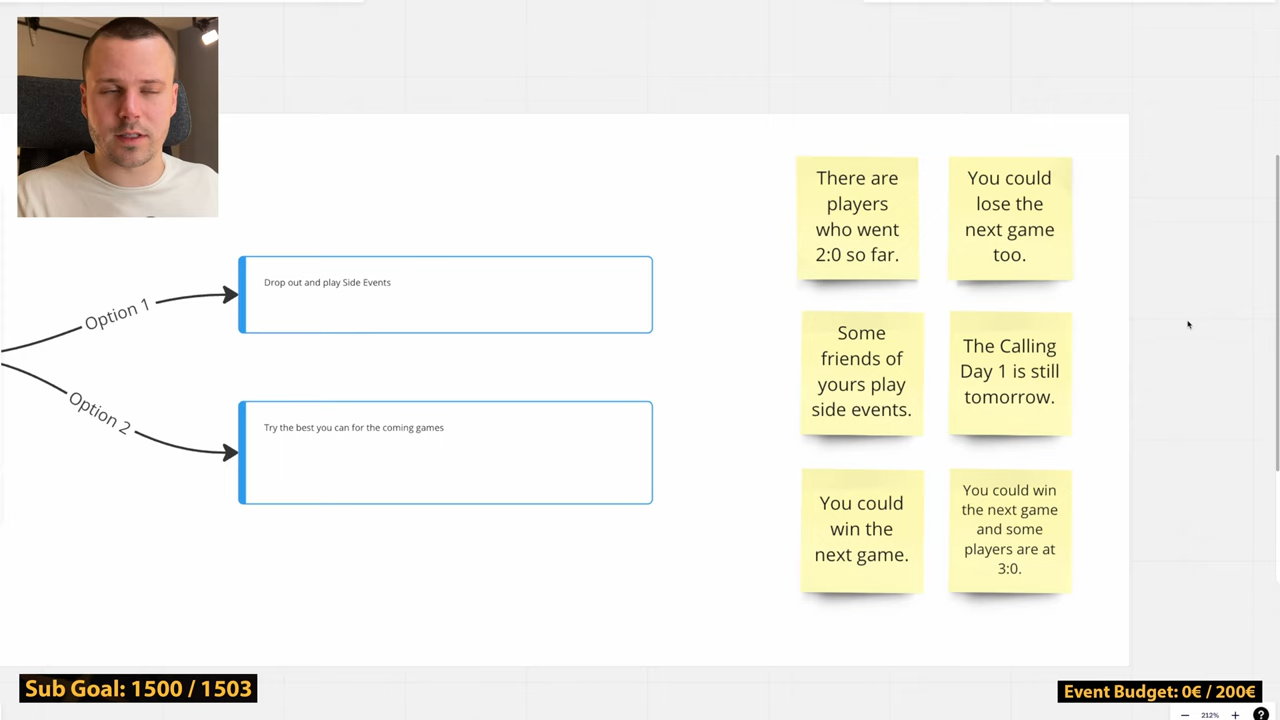 There are
players
who went
2:0 so far.
You could
lose the
next game
too.
Drop out and play Side Events
Option 1
Some
friends of
yours play
side events.
The Calling
Day 1 is still
tomorrow.
Option 2
Try the best you can for the coming games
You could
win the
next game.
You could win
the next game
and some
players are at
3:0.
Sub Goal: 1500 / 1503
Event Budget: 0€ / 200€
− 212% + ?